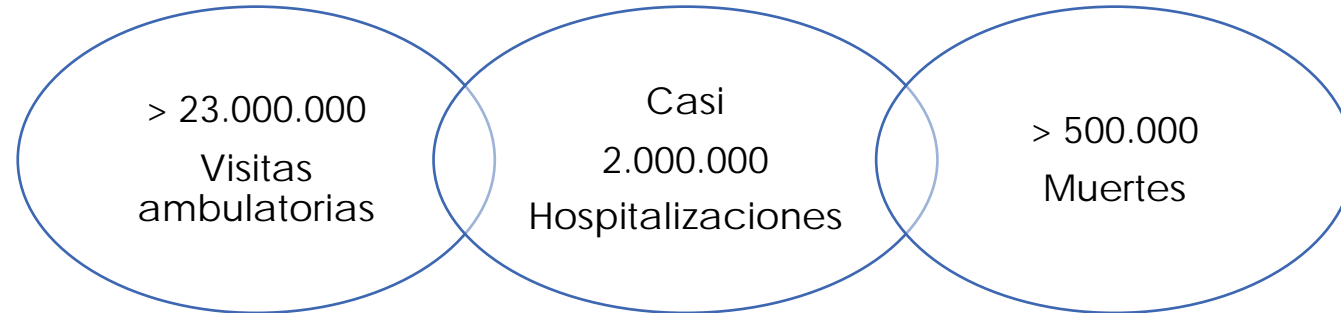 > 23.000.000
Visitas
ambulatorias
Casi
2.000.000
Hospitalizaciones
> 500.000
Muertes